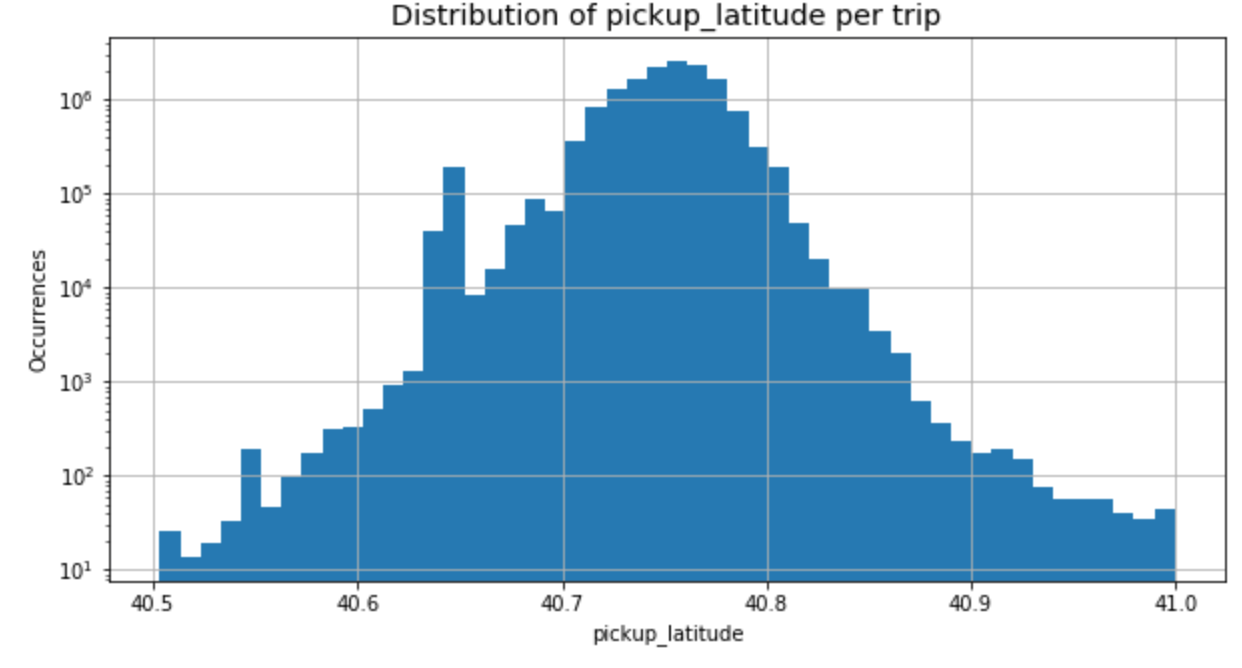 Distribution of pickup_latitude per trip
Occurrences
10⁶
10⁵
10⁴
10³
10²
10¹
40.5 40.6 40.7 40.8 40.9 41.0
pickup_latitude